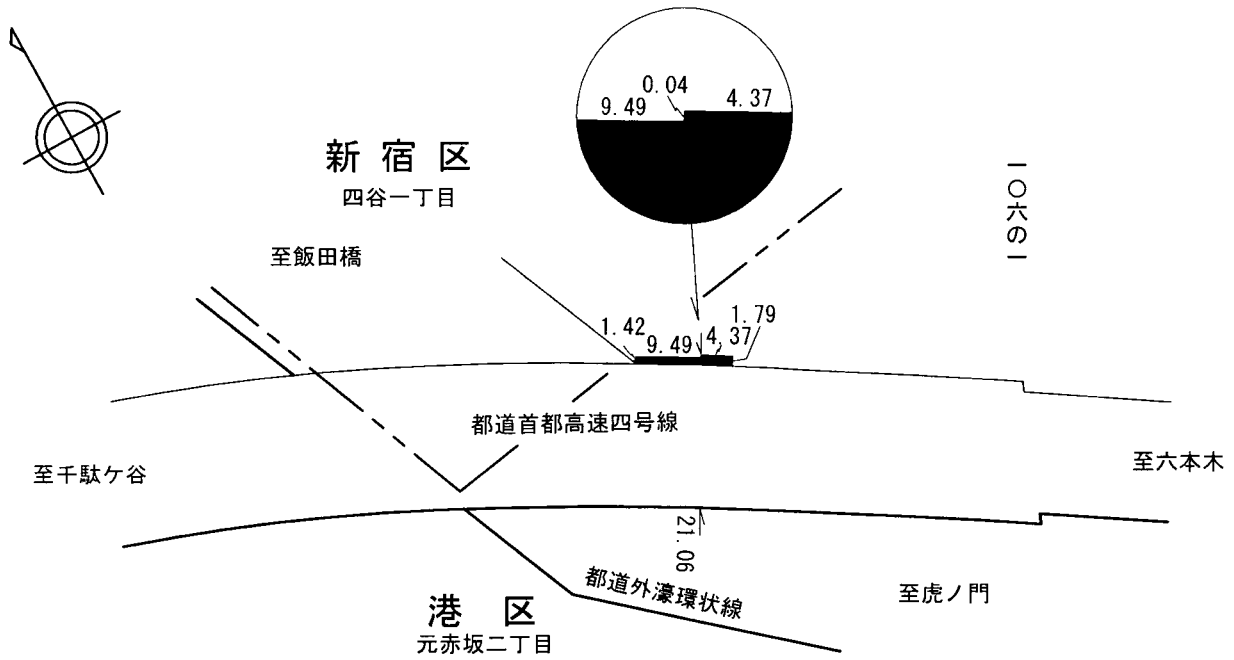 0.04
9.49
4.37
新宿区
四谷一丁目
一〇六の一
至飯田橋
1.42
9.49
4.37
1.79
都道首都高速四号線
至千駄ケ谷
至六本木
21.06
都道外濠環状線
至虎ノ門
港区
元赤坂二丁目